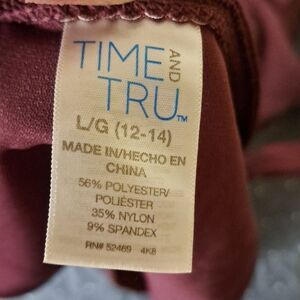 TIME AND
TRU™
L/G (12-14)
MADE IN/HECHO EN
CHINA
56% POLYESTER/
POLIÉSTER
35% NYLON
9% SPANDEX
RN# 52469 4K8